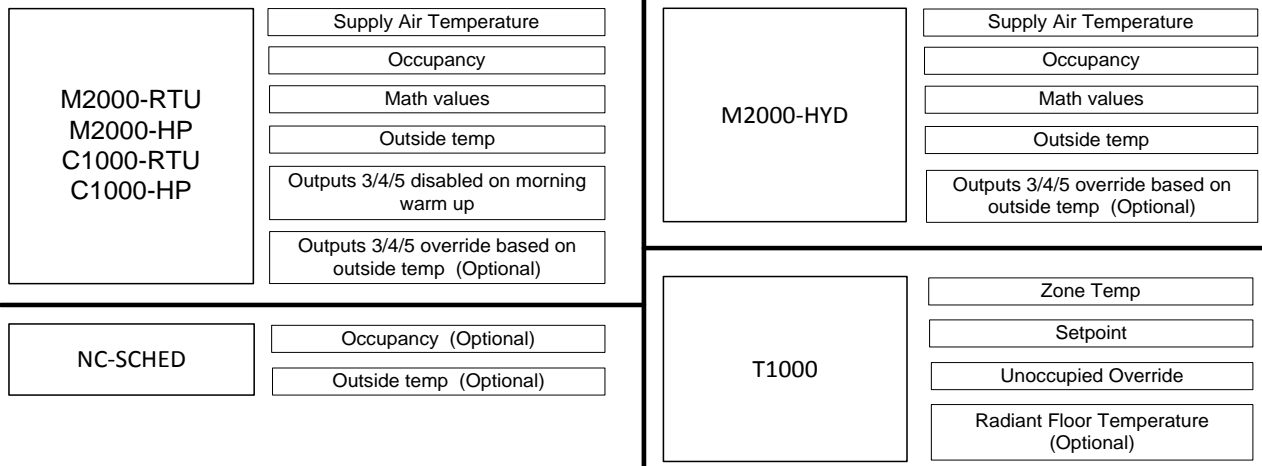 M2000-RTU
M2000-HP
C1000-RTU
C1000-HP
Supply Air Temperature
Occupancy
Math values
Outside temp
Outputs 3/4/5 disabled on morning
warm up
Outputs 3/4/5 override based on
outside temp (Optional)
NC-SCHED
Occupancy (Optional)
Outside temp (Optional)
M2000-HYD
Supply Air Temperature
Occupancy
Math values
Outside temp
Outputs 3/4/5 override based on
outside temp (Optional)
T1000
Zone Temp
Setpoint
Unoccupied Override
Radiant Floor Temperature
(Optional)